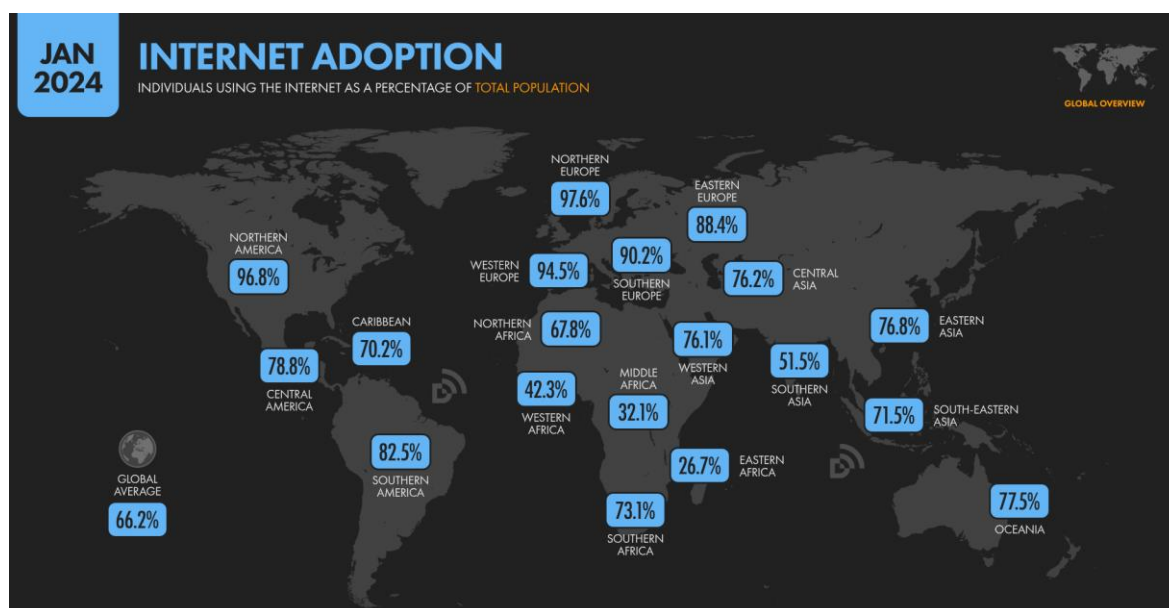 JAN
2024
INTERNET ADOPTION
INDIVIDUALS USING THE INTERNET AS A PERCENTAGE OF TOTAL POPULATION
GLOBAL OVERVIEW
NORTHERN
EUROPE
97.6%
EASTERN
EUROPE
88.4%
NORTHERN
AMERICA
96.8%
WESTERN
EUROPE
94.5%
90.2%
SOUTHERN
EUROPE
76.2%
CENTRAL
ASIA
CARIBBEAN
70.2%
NORTHERN
AFRICA
67.8%
76.1%
WESTERN
ASIA
76.8%
EASTERN
ASIA
78.8%
CENTRAL
AMERICA
42.3%
WESTERN
AFRICA
MIDDLE
AFRICA
32.1%
51.5%
SOUTHERN
ASIA
71.5%
SOUTH-EASTERN
ASIA
82.5%
SOUTHERN
AMERICA
26.7%
EASTERN
AFRICA
GLOBAL
AVERAGE
66.2%
73.1%
SOUTHERN
AFRICA
77.5%
OCEANIA